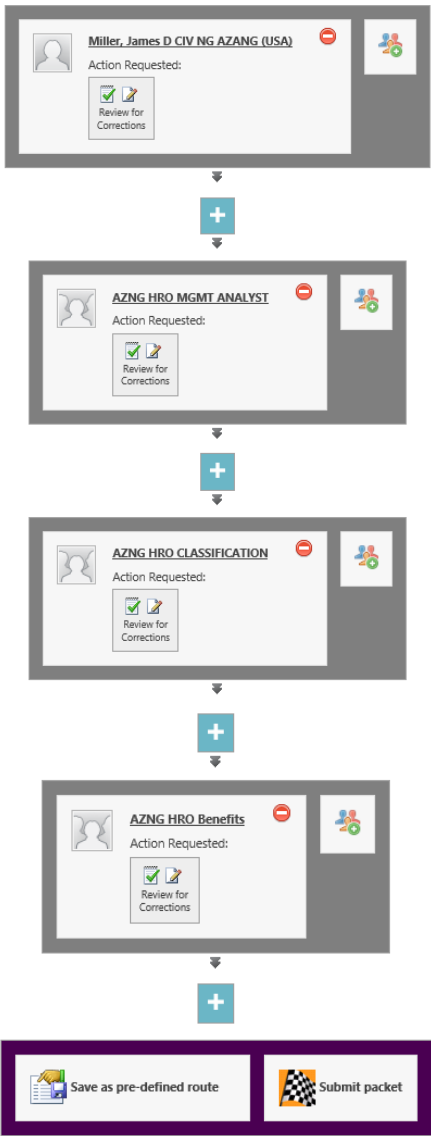 Miller, James D CIV NG AZANG (USA)
Action Requested:
Review for
Corrections
AZNG HRO MGMT ANALYST
Action Requested:
Review for
Corrections
AZNG HRO CLASSIFICATION
Action Requested:
Review for
Corrections
AZNG HRO Benefits
Action Requested:
Review for
Corrections
Save as pre-defined route
Submit packet